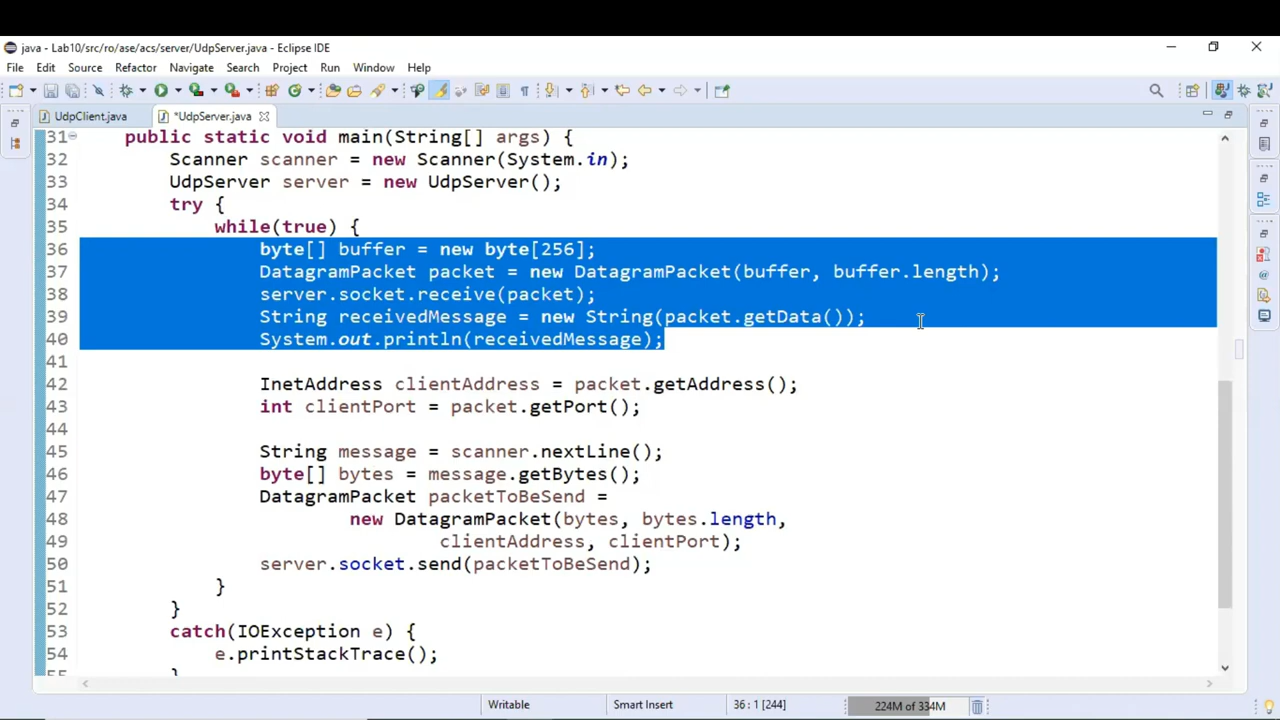 java - Lab10/src/ro/ase/acs/server/UdpServer.java - Eclipse IDE
File Edit Source Refactor Navigate Search Project Run Window Help
UdpClient.java *UdpServer.java
31 public static void main(String[] args) {
32 Scanner scanner = new Scanner(System.in);
33 UdpServer server = new UdpServer();
34 try {
35 while(true) {
36 byte[] buffer = new byte[256];
37 DatagramPacket packet = new DatagramPacket(buffer, buffer.length);
38 server.socket.receive(packet);
39 String receivedMessage = new String(packet.getData());
40 System.out.println(receivedMessage);
41
42 InetAddress clientAddress = packet.getAddress();
43 int clientPort = packet.getPort();
44
45 String message = scanner.nextLine();
46 byte[] bytes = message.getBytes();
47 DatagramPacket packetToBeSend =
48 new DatagramPacket(bytes, bytes.length,
49 clientAddress, clientPort);
50 server.socket.send(packetToBeSend);
51 }
52 }
53 catch(IOException e) {
54 e.printStackTrace();
55 }
Writable Smart Insert 36 : 1 [244] 224M of 334M